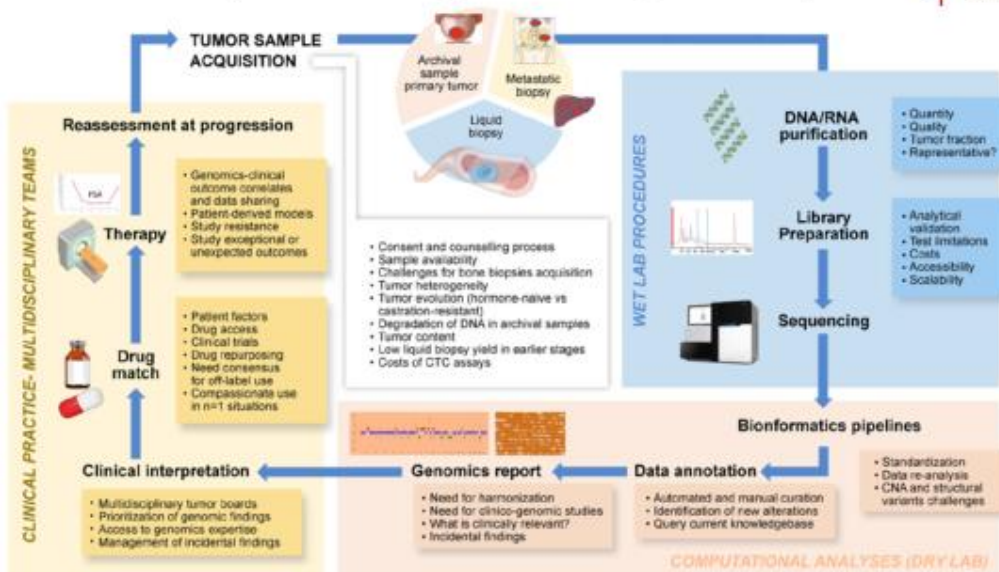 TUMOR SAMPLE
ACQUISITION
Archival
sample
primary tumor
Metastatic
biopsy
Liquid
biopsy
WET LAB PROCEDURES
DNA/RNA
purification
• Quantity
• Quality
• Tumor fraction
• Representative?
Library
Preparation
• Analytical
validation
• Test limitations
• Costs
• Accessibility
• Scalability
Sequencing
• Consent and counselling process
• Sample availability
• Challenges for bone biopsies acquisition
• Tumor heterogeneity
• Tumor evolution (hormone-naive vs
castration-resistant)
• Degradation of DNA in archival samples
• Tumor content
• Low liquid biopsy yield in earlier stages
• Costs of CTC assays
Bionformatics pipelines
• Standardization
• Data re-analysis
• CNA and structural
variants challenges
Data annotation
• Automated and manual curation
• Identification of new alterations
• Query current knowledgebase
Genomics report
• Need for harmonization
• Need for clinico-genomic studies
• What is clinically relevant?
• Incidental findings
COMPUTATIONAL ANALYSES (DRY LAB)
CLINICAL PRACTICE- MULTIDISCIPLINARY TEAMS
Clinical interpretation
• Multidisciplinary tumor boards
• Prioritization of genomic findings
• Access to genomics expertise
• Management of incidental findings
Drug
match
• Patient factors
• Drug access
• Clinical trials
• Drug repurposing
• Need consensus
for off-label use
• Compassionate use
in n=1 situations
Therapy
PSA
• Genomics-clinical
outcome correlates
and data sharing
• Patient-derived models
• Study resistance
• Study exceptional or
unexpected outcomes
Reassessment at progression